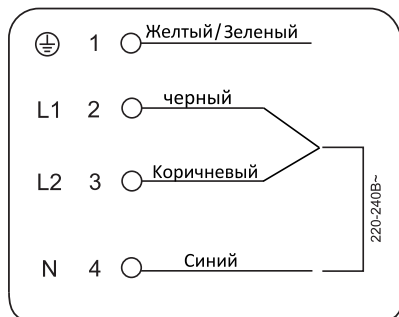 1 Желтый/Зеленый
L1 2 черный
L2 3 Коричневый
N 4 Синий
220-240В~